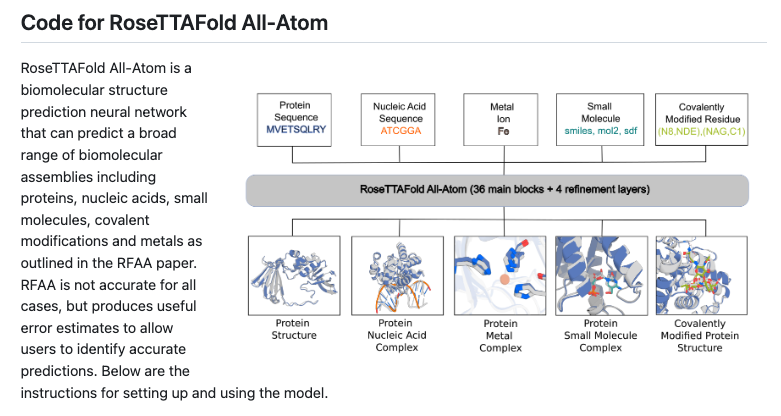 Code for RoseTTAFold All-Atom
RoseTTAFold All-Atom is a
biomolecular structure
prediction neural network
that can predict a broad
range of biomolecular
assemblies including
proteins, nucleic acids, small
molecules, covalent
modifications and metals as
outlined in the RFAA paper.
RFAA is not accurate for all
cases, but produces useful
error estimates to allow
users to identify accurate
predictions. Below are the
instructions for setting up and using the model.
Protein
Sequence
MVETSQLRY
Nucleic Acid
Sequence
ATCGGA
Metal
Ion
Fe
Small
Molecule
smiles, mol2, sdf
Covalently
Modified Residue
(N8,NDE),(NAG,C1)
RoseTTAFold All-Atom (36 main blocks + 4 refinement layers)
Protein
Structure
Protein
Nucleic Acid
Complex
Protein
Metal
Complex
Protein
Small Molecule
Complex
Covalently
Modified Protein
Structure